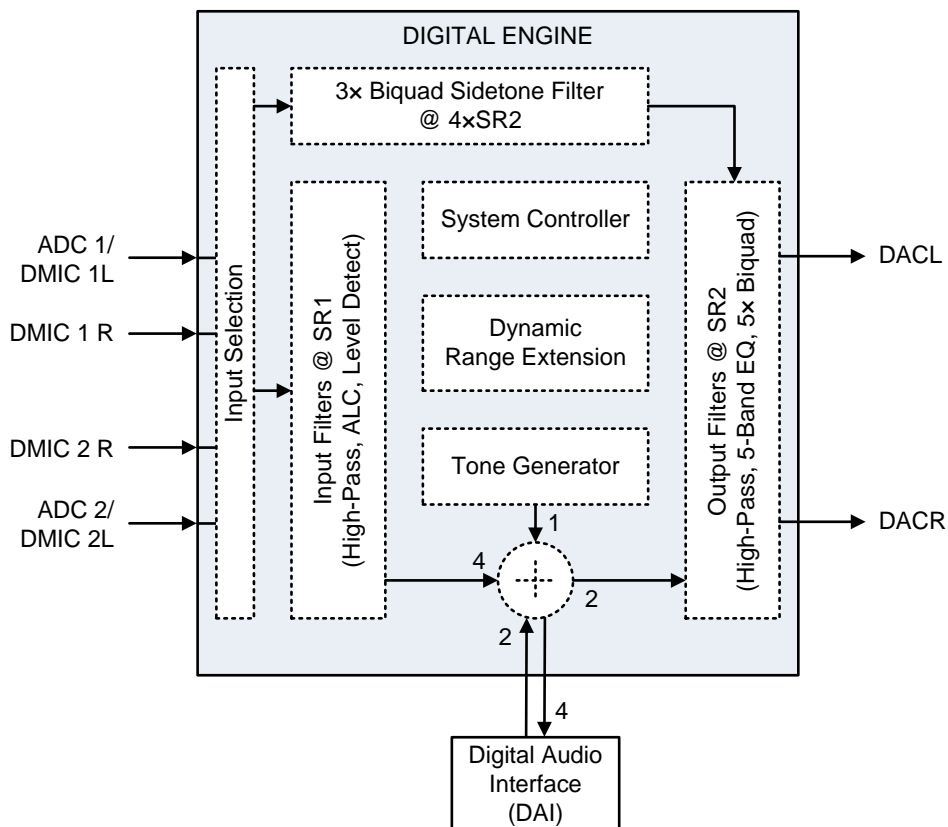 DIGITAL ENGINE
3× Biquad Sidetone Filter
@ 4×SR2
System Controller
ADC 1/
DMIC 1L
DMIC 1 R
DMIC 2 R
ADC 2/
DMIC 2L
Input Selection
Input Filters @ SR1
(High-Pass, ALC, Level Detect)
Dynamic
Range Extension
Tone Generator
1
4
2
2
4
Output Filters @ SR2
(High-Pass, 5-Band EQ, 5× Biquad)
DACL
DACR
Digital Audio
Interface
(DAI)